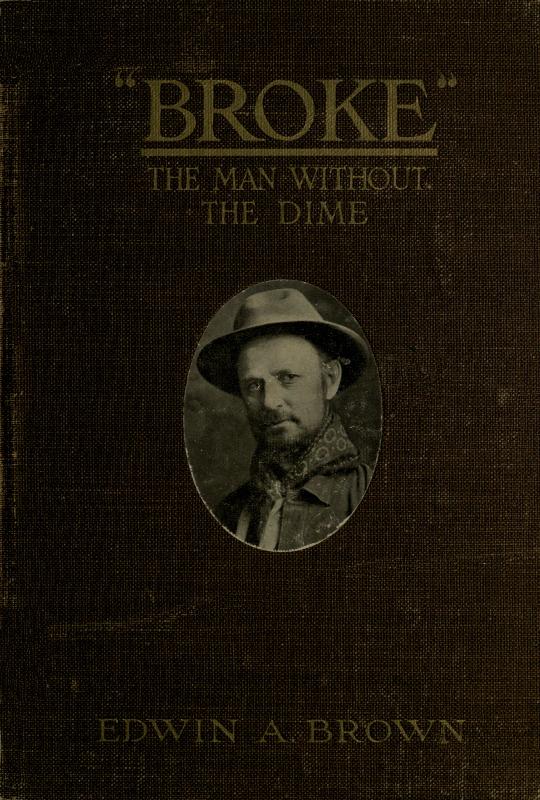 “BROKE”
THE MAN WITHOUT
THE DIME
EDWIN A. BROWN